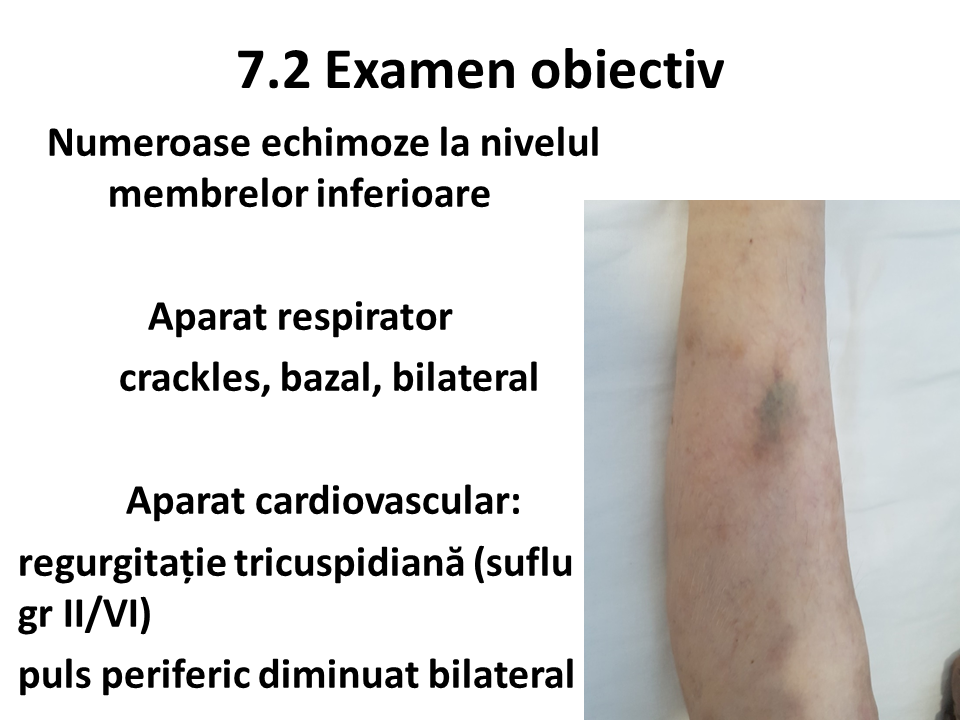 7.2 Examen obiectiv
Numeroase echimoze la nivelul
membrelor inferioare
Aparat respirator
crackles, bazal, bilateral
Aparat cardiovascular:
regurgitație tricuspidiană (suflu
gr II/VI)
puls periferic diminuat bilateral